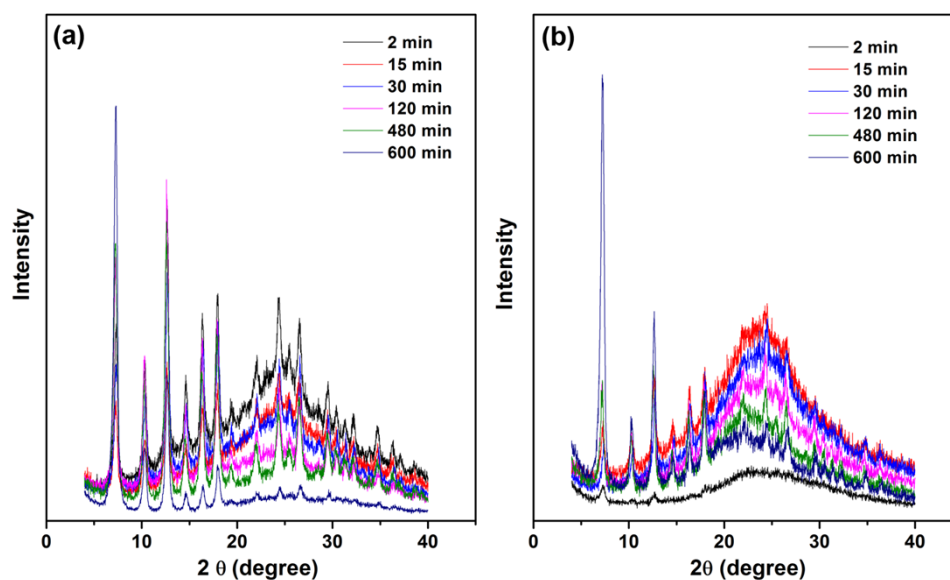 (a)
2 min
15 min
30 min
120 min
480 min
600 min
Intensity
0 10 20 30 40
2 θ (degree)
(b)
2 min
15 min
30 min
120 min
480 min
600 min
Intensity
0 10 20 30 40
2θ (degree)